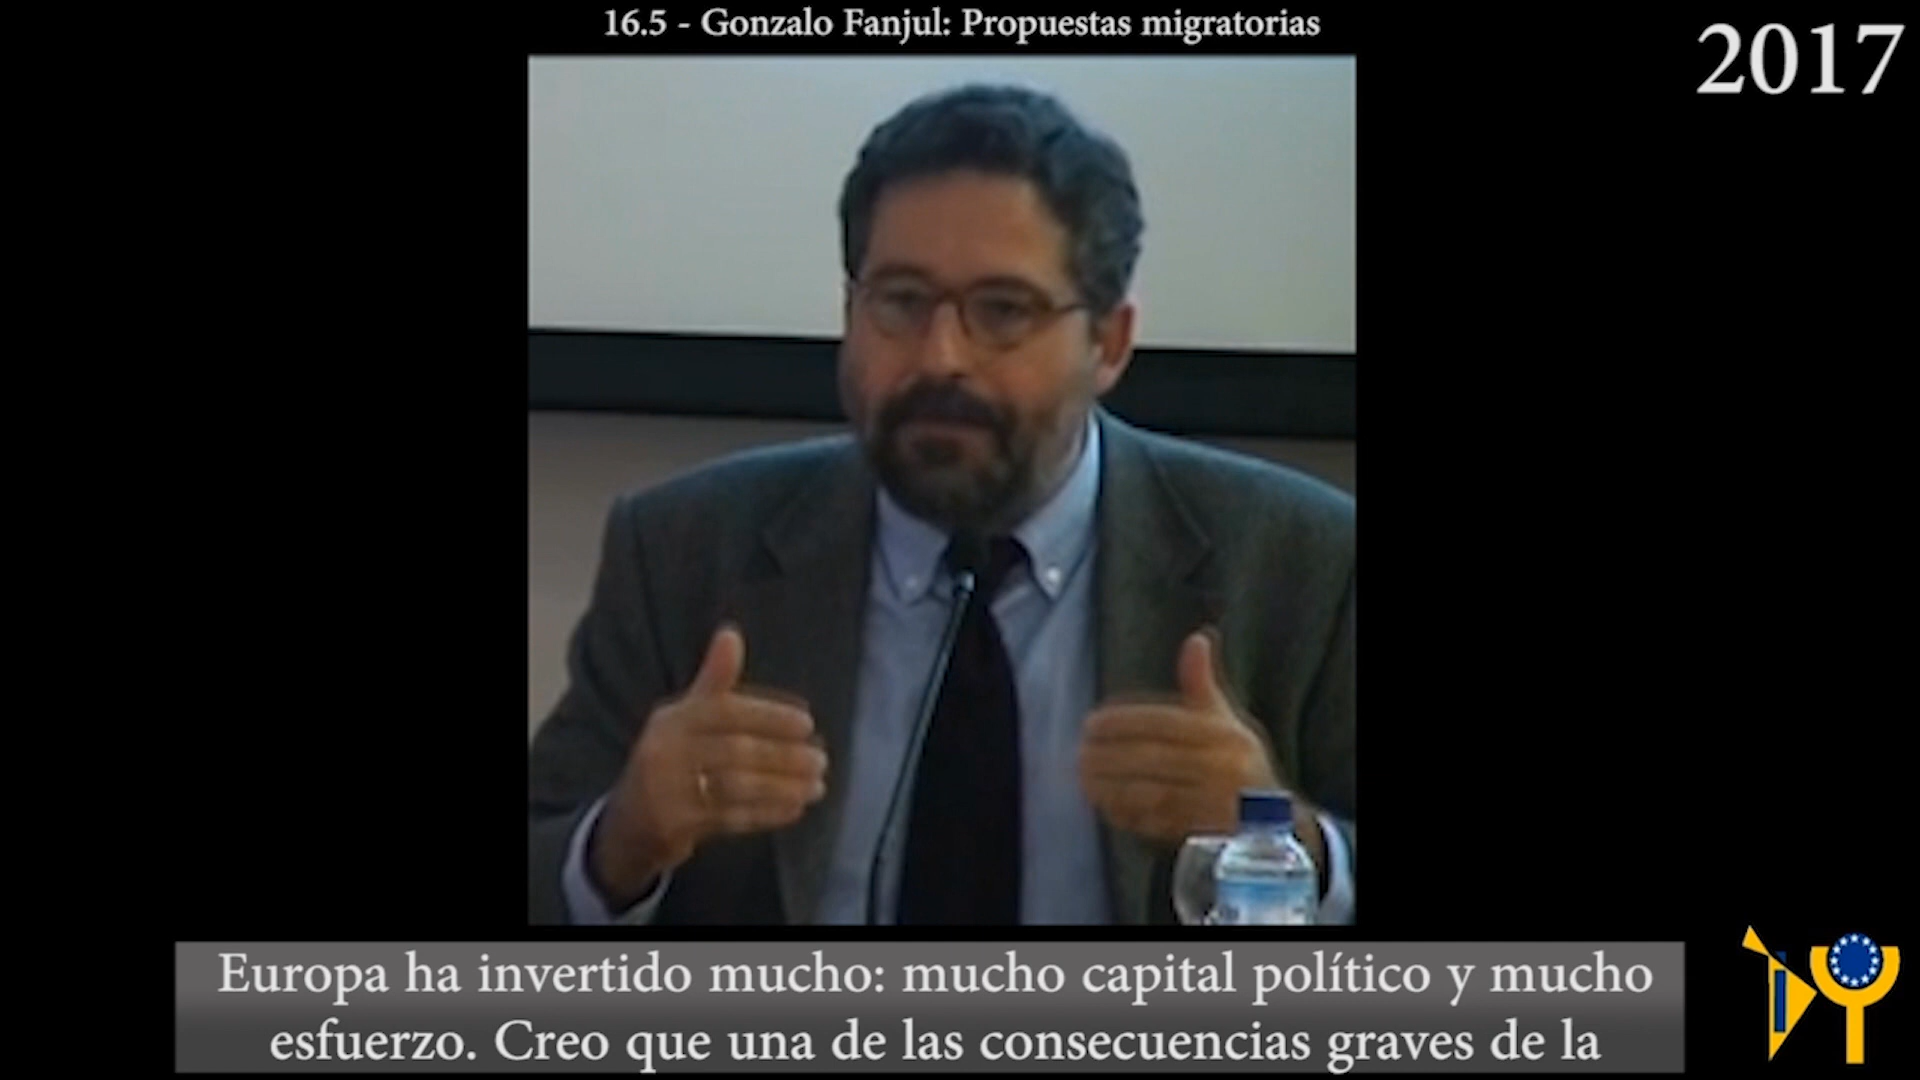 16.5 - Gonzalo Fanjul: Propuestas migratorias
2017
Europa ha invertido mucho: mucho capital político y mucho
esfuerzo. Creo que una de las consecuencias graves de la